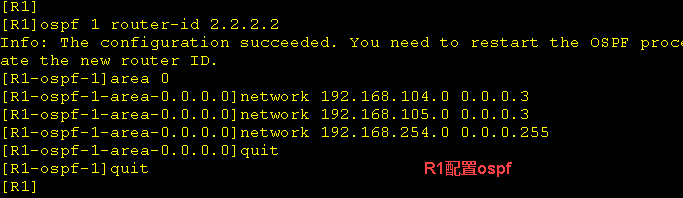 [R1]
[R1]ospf 1 router-id 2.2.2.2
Info: The configuration succeeded. You need to restart the OSPF proc
ate the new router ID.
[R1-ospf-1]area 0
[R1-ospf-1-area-0.0.0.0]network 192.168.104.0 0.0.0.3
[R1-ospf-1-area-0.0.0.0]network 192.168.105.0 0.0.0.3
[R1-ospf-1-area-0.0.0.0]network 192.168.254.0 0.0.0.255
[R1-ospf-1-area-0.0.0.0]quit
[R1-ospf-1]quit R1配置ospf
[R1]